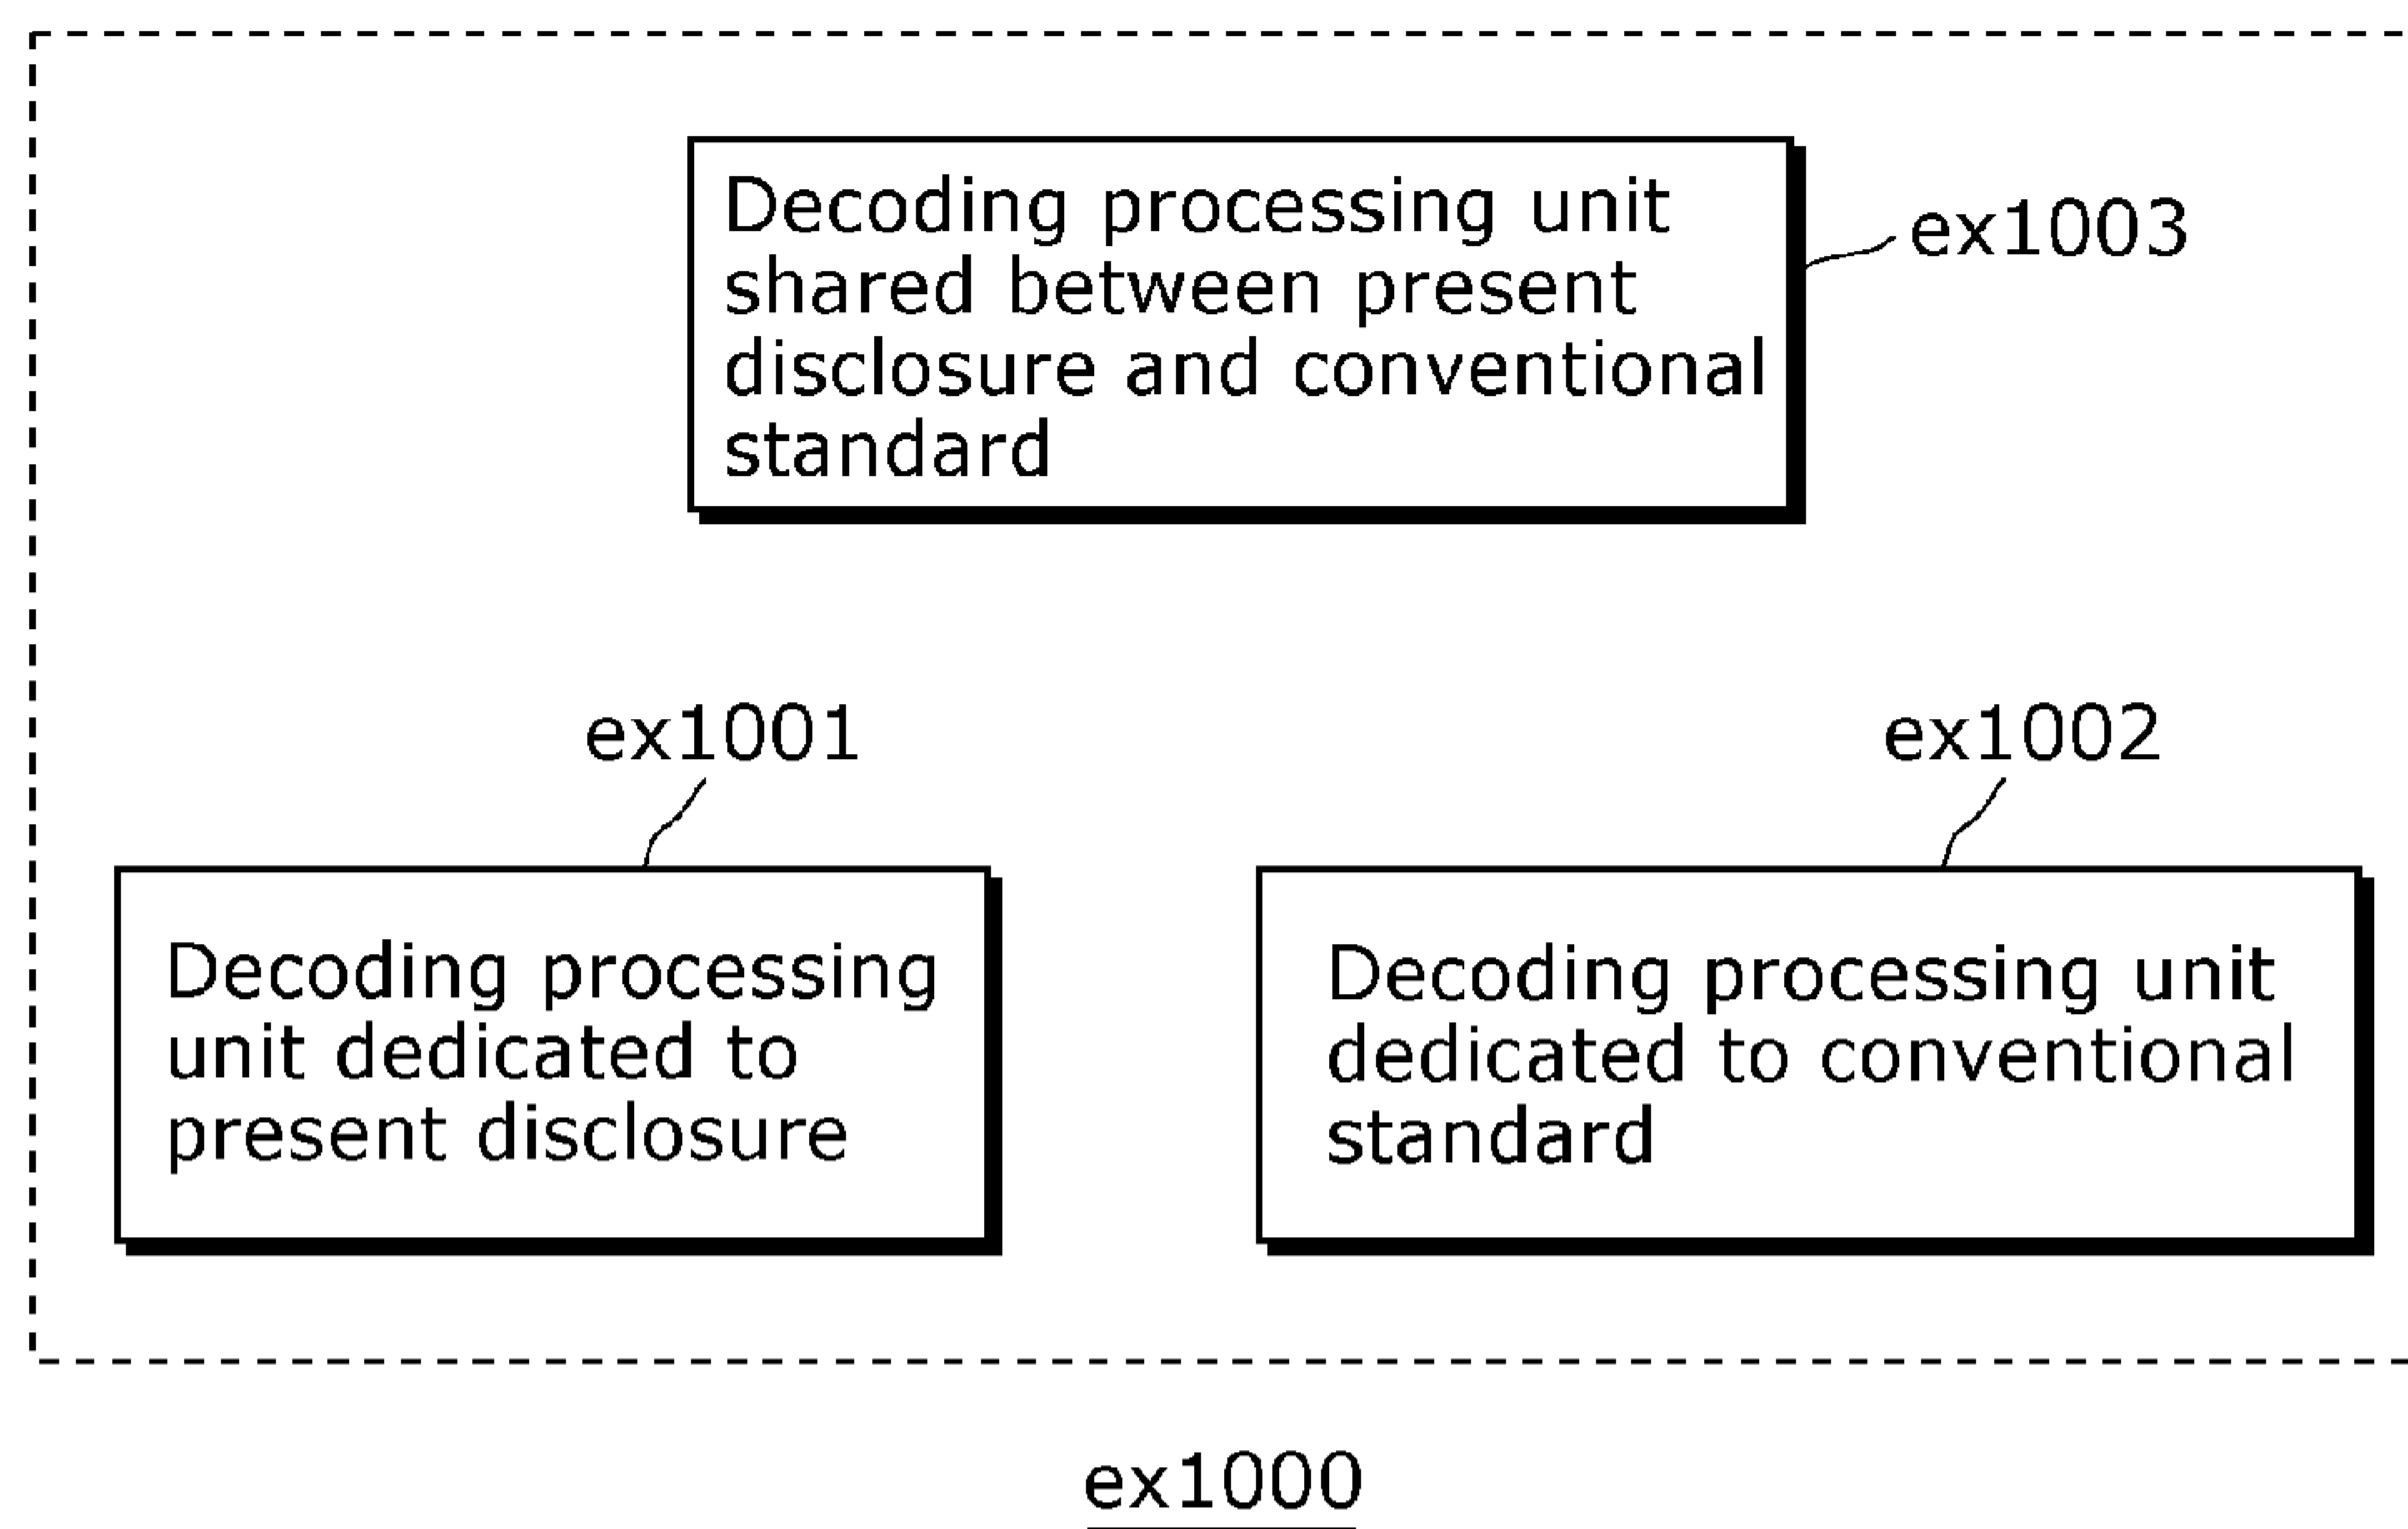 Decoding processing unit
shared between present
disclosure and conventional
standard
ex1003
ex1001
ex1002
Decoding processing
unit dedicated to
present disclosure
Decoding processing unit
dedicated to conventional
standard
ex1000